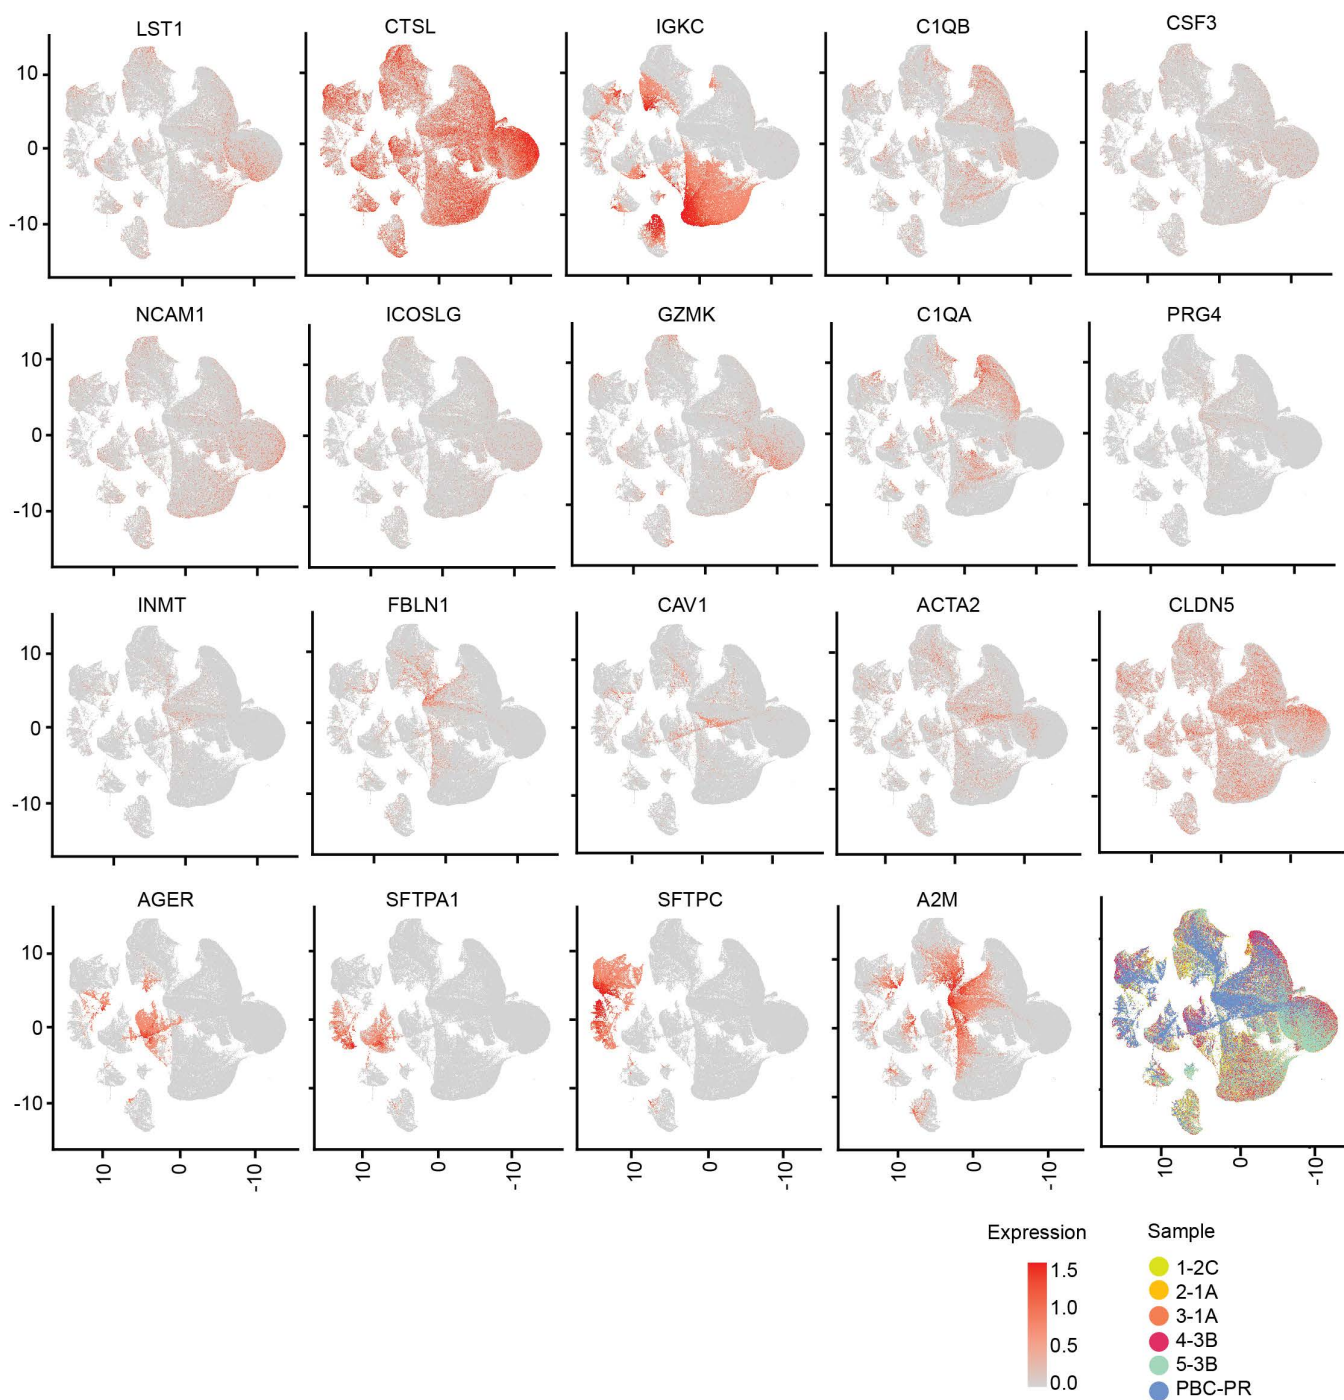 LST1 CTSL IGKC C1QB CSF3
10
0
-10
NCAM1 ICOSLG GZMK C1QA PRG4
10
0
-10
INMT FBLN1 CAV1 ACTA2 CLDN5
10
0
-10
AGER SFTPA1 SFTPC A2M
10
0
-10
10 0 -10 10 0 -10 10 0 -10 10 0 -10 10 0 -10
Expression
1.5
1.0
0.5
0.0
Sample
1-2C
2-1A
3-1A
4-3B
5-3B
PBC-PR